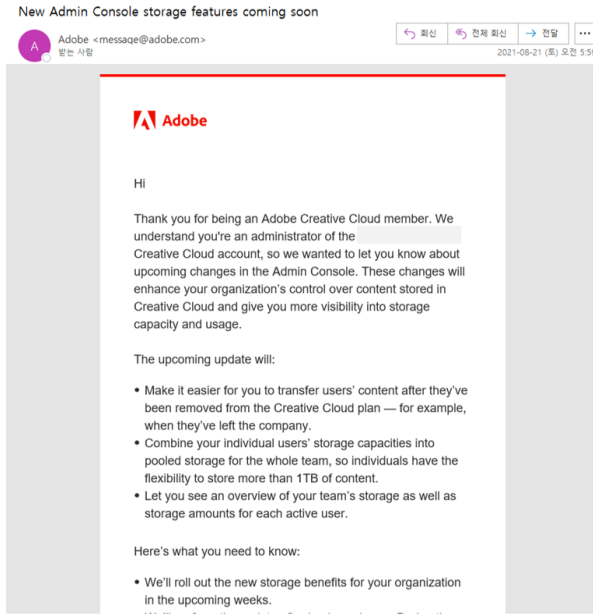 New Admin Console storage features coming soon
A
Adobe <message@adobe.com>
받는 사람
회신
전체 회신
전달
2021-08-21 (토) 오전 5:59
Adobe
Hi
Thank you for being an Adobe Creative Cloud member. We
understand you're an administrator of the
Creative Cloud account, so we wanted to let you know about
upcoming changes in the Admin Console. These changes will
enhance your organization's control over content stored in
Creative Cloud and give you more visibility into storage
capacity and usage.
The upcoming update will:
• Make it easier for you to transfer users' content after they've
been removed from the Creative Cloud plan — for example,
when they've left the company.
• Combine your individual users' storage capacities into
pooled storage for the whole team, so individuals have the
flexibility to store more than 1TB of content.
• Let you see an overview of your team's storage as well as
storage amounts for each active user.
Here's what you need to know:
• We'll roll out the new storage benefits for your organization
in the upcoming weeks.